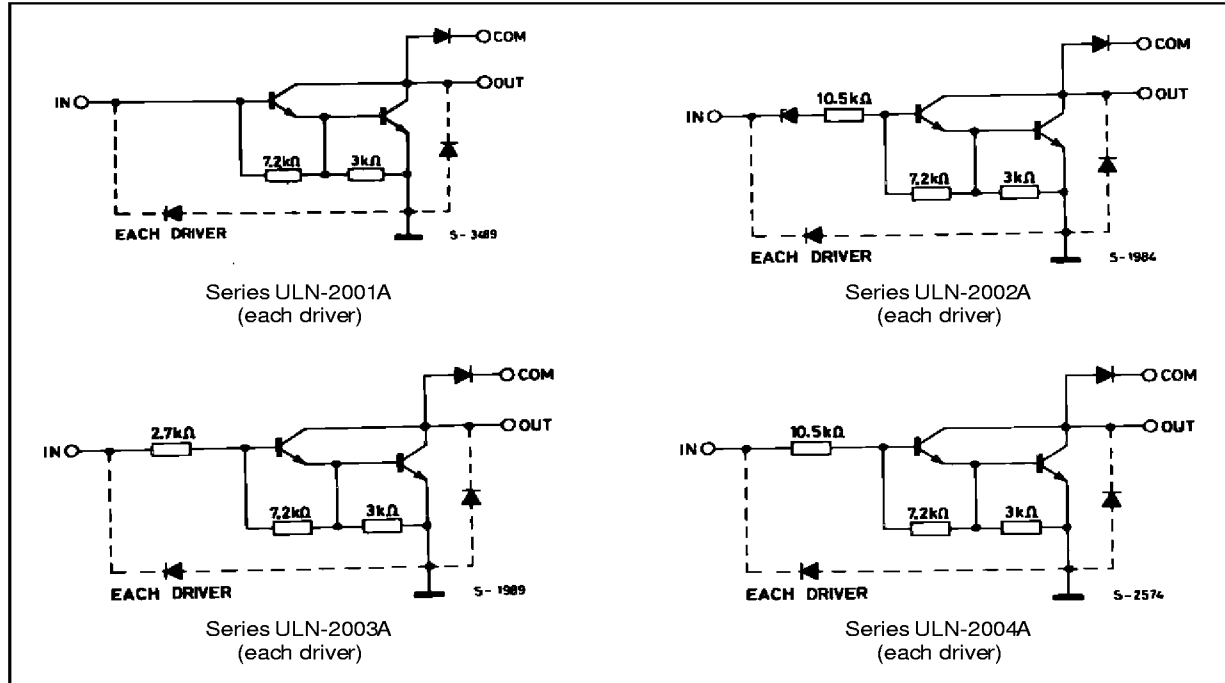 COM
OUT
IN
7.2kΩ
3kΩ
EACH DRIVER
S-3489
Series ULN-2001A
(each driver)
COM
OUT
IN
10.5kΩ
7.2kΩ
3kΩ
EACH DRIVER
S-1984
Series ULN-2002A
(each driver)
COM
OUT
IN
2.7kΩ
7.2kΩ
3kΩ
EACH DRIVER
S-1989
Series ULN-2003A
(each driver)
COM
OUT
IN
10.5kΩ
7.2kΩ
3kΩ
EACH DRIVER
S-2574
Series ULN-2004A
(each driver)